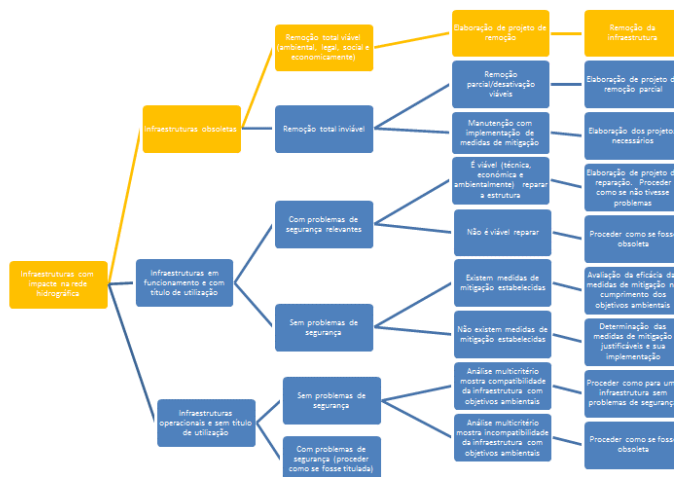 Remoção total viável
(ambiental, legal, social e
economicamente)
Elaboração de projeto de
remoção
Remoção da
infraestrutura
Infraestruturas obsoletas
Remoção total inviável
Remoção
parcial/desativação
viáveis
Elaboração de projeto d
remoção parcial
Manutenção com
implementação de
medidas de mitigação
Elaboração dos projeto
necessários
Infraestruturas com
impacte na rede
hidrográfica
Infraestruturas em
funcionamento e com
título de utilização
Com problemas de
segurança relevantes
É viável (técnica,
económica e
ambientalmente) reparar
a estrutura
Elaboração de projeto d
reparação. Proceder
como se não tivesse
problemas
Não é viável reparar
Proceder como se fosse
obsoleta
Sem problemas de
segurança
Existem medidas de
mitigação estabelecidas
Avaliação da eficácia da
medidas de mitigação n
cumprimento dos
objetivos ambientais
Não existem medidas de
mitigação estabelecidas
Determinação das
medidas de mitigação
justificáveis e sua
implementação
Infraestruturas
operacionais e sem título
de utilização
Sem problemas de
segurança
Análise multicritério
mostra compatibilidade
da infraestrutura com
objetivos ambientais
Proceder como para um
infraestrutura sem
problemas de seguranç
Análise multicritério
mostra incompatibilidade
da infraestrutura com
objetivos ambientais
Proceder como se fosse
obsoleta
Com problemas de
segurança (proceder
como se fosse titulada)